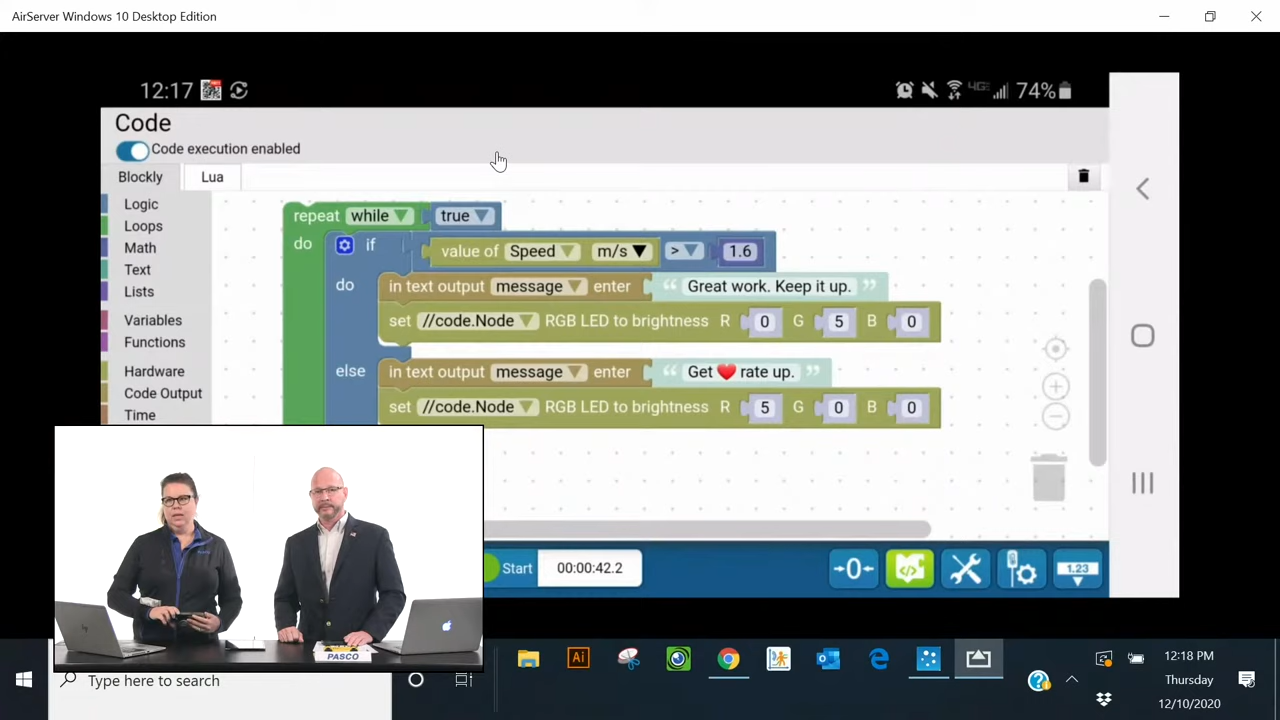 AirServer Windows 10 Desktop Edition
12:17 4G 74%
Code
Code execution enabled
Blockly Lua
Logic
Loops
Math
Text
Lists
Variables
Functions
Hardware
Code Output
Time
repeat while true
do if value of Speed m/s > 1.6
do in text output message enter “ Great work. Keep it up. ”
set //code.Node RGB LED to brightness R 0 G 5 B 0
else in text output message enter “ Get ❤️ rate up. ”
set //code.Node RGB LED to brightness R 5 G 0 B 0
Start 00:00:42.2
→0← 1.23
PASCO
Type here to search
Ai
12:18 PM
Thursday
12/10/2020